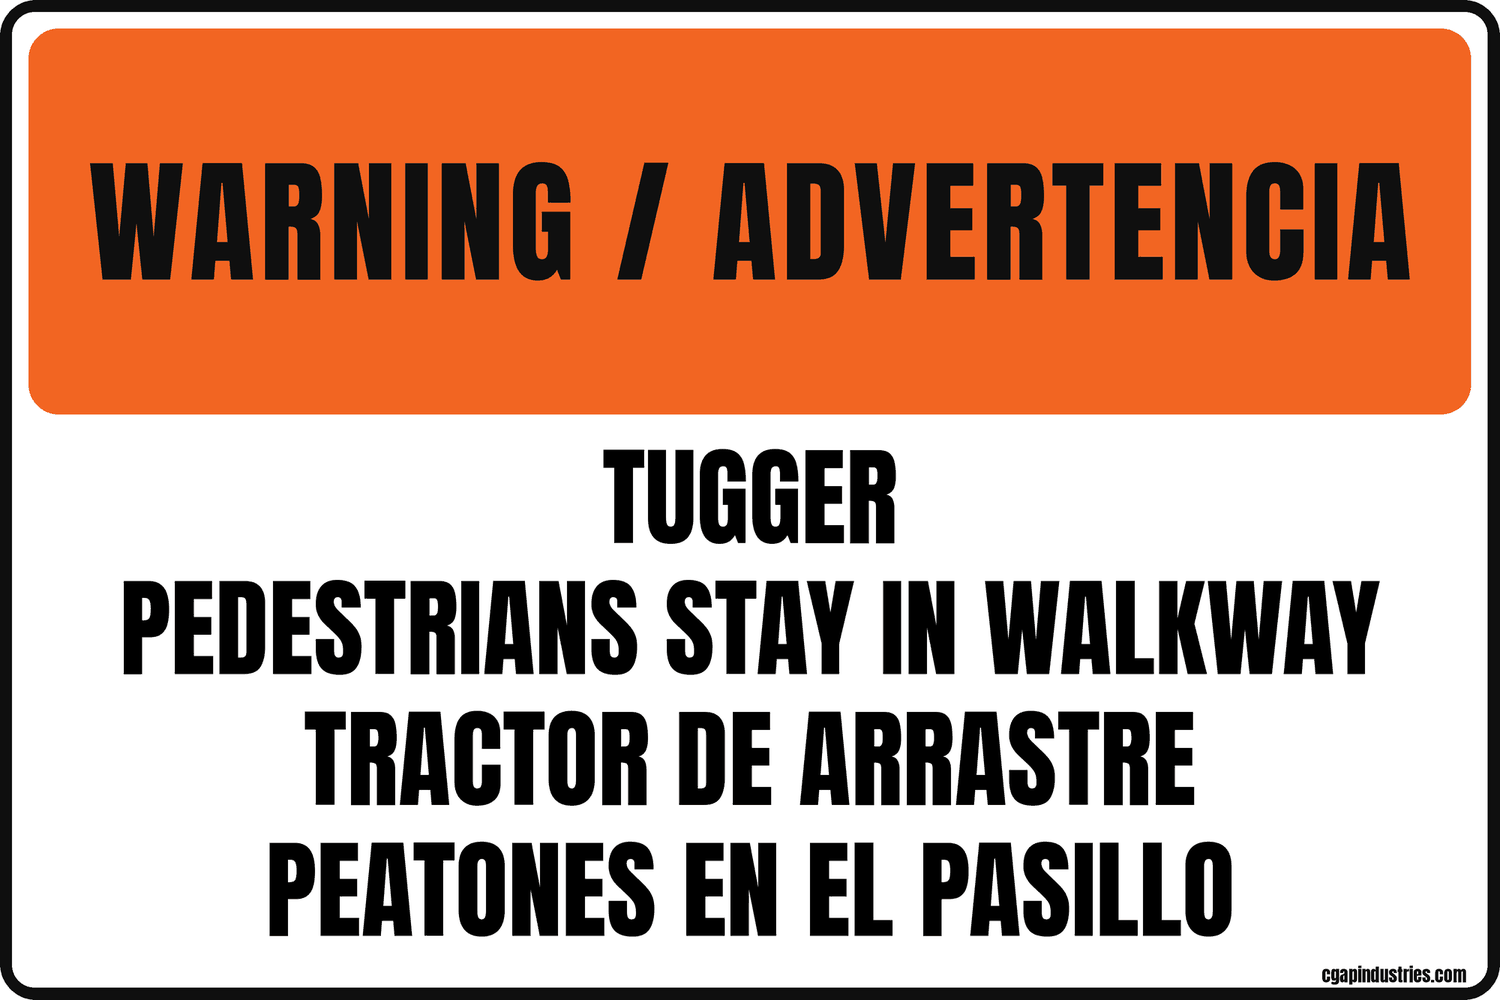 WARNING / ADVERTENCIA
TUGGER
PEDESTRIANS STAY IN WALKWAY
TRACTOR DE ARRASTRE
PEATONES EN EL PASILLO
cgapindustries.com